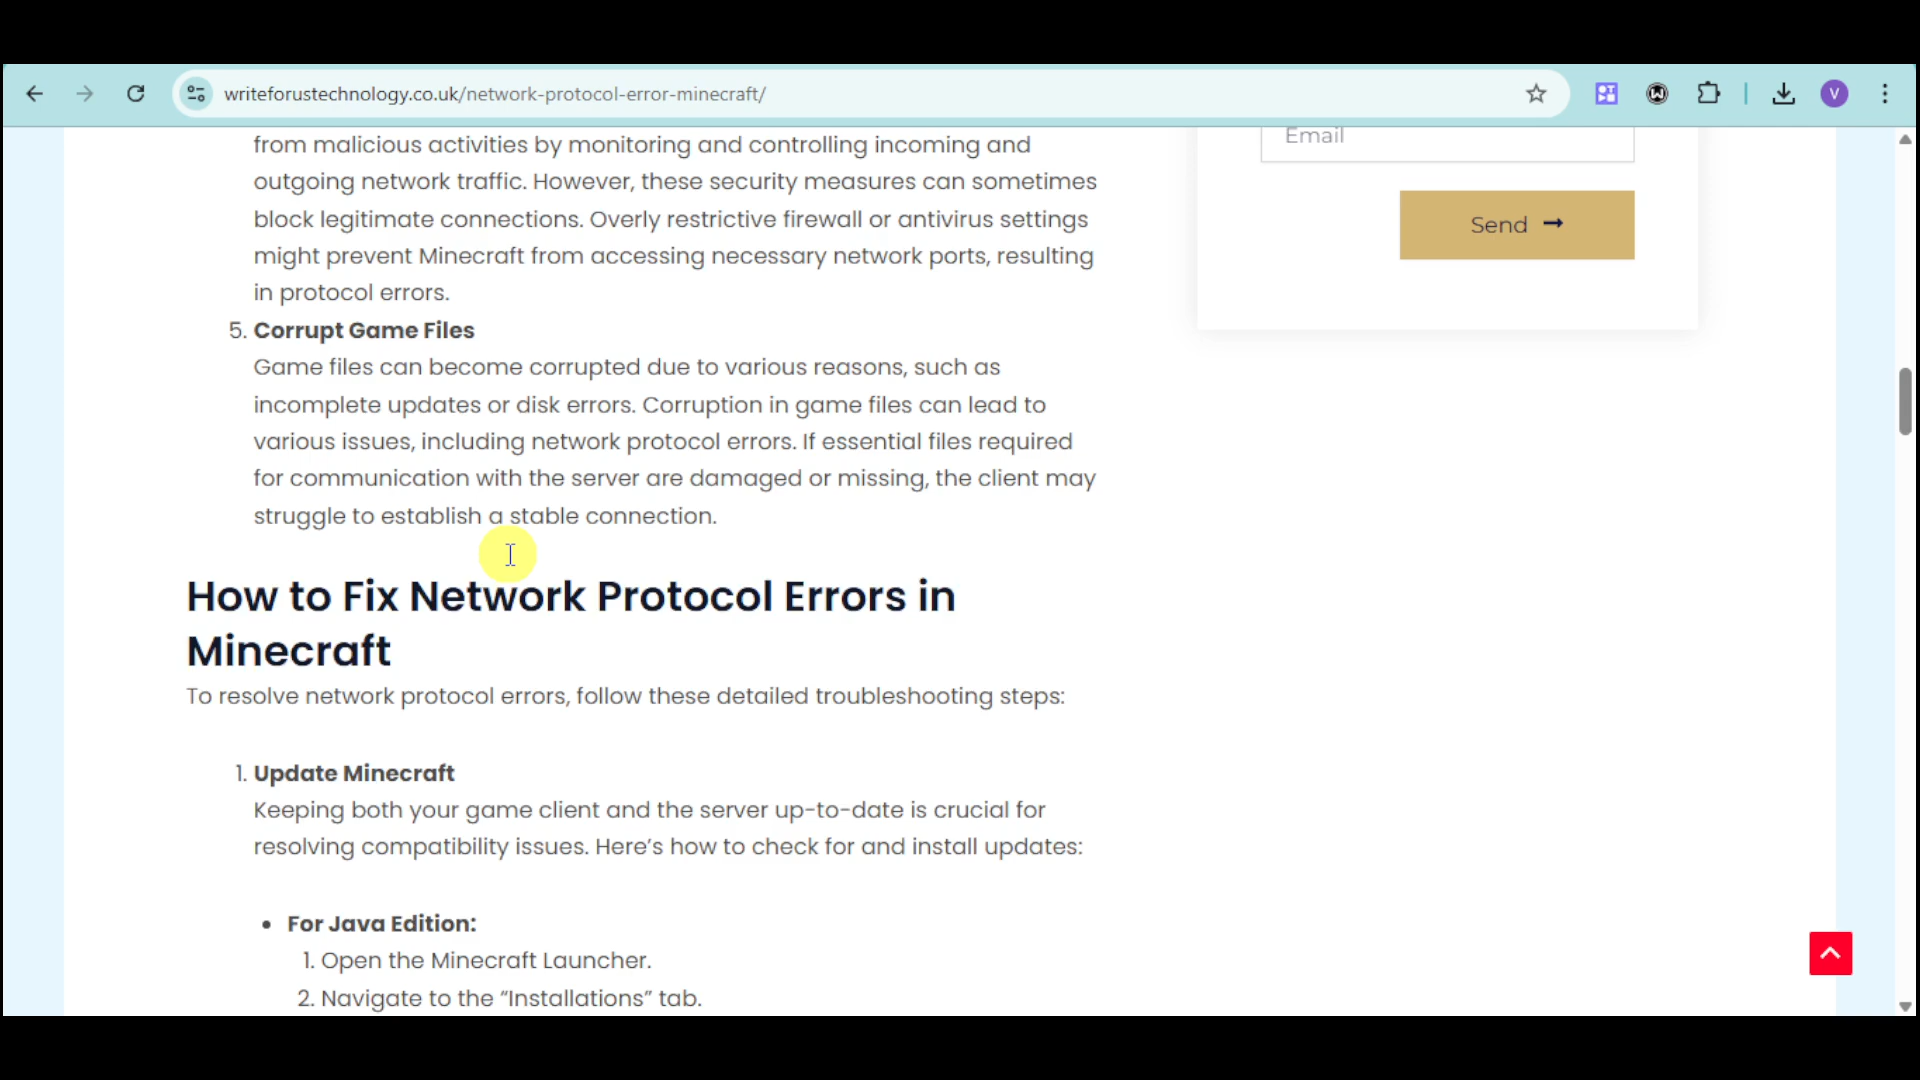 writeforustechnology.co.uk/network-protocol-error-minecraft/
V
from malicious activities by monitoring and controlling incoming and
outgoing network traffic. However, these security measures can sometimes
block legitimate connections. Overly restrictive firewall or antivirus settings
might prevent Minecraft from accessing necessary network ports, resulting
in protocol errors.
5. Corrupt Game Files
Game files can become corrupted due to various reasons, such as
incomplete updates or disk errors. Corruption in game files can lead to
various issues, including network protocol errors. If essential files required
for communication with the server are damaged or missing, the client may
struggle to establish a stable connection.
How to Fix Network Protocol Errors in
Minecraft
To resolve network protocol errors, follow these detailed troubleshooting steps:
1. Update Minecraft
Keeping both your game client and the server up-to-date is crucial for
resolving compatibility issues. Here’s how to check for and install updates:
• For Java Edition:
1. Open the Minecraft Launcher.
2. Navigate to the “Installations” tab.
Email
Send